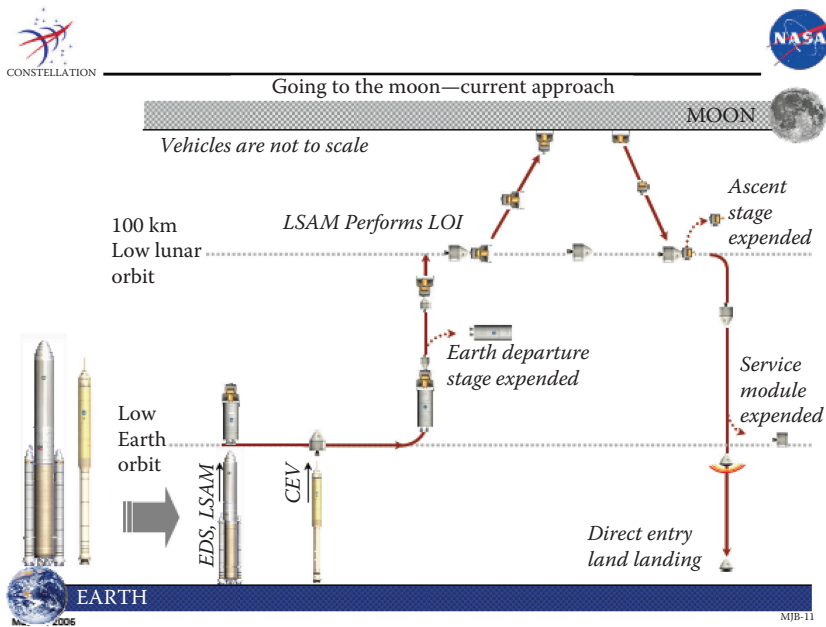 CONSTELLATION
NASA
Going to the moon—current approach
MOON
Vehicles are not to scale
Ascent
stage
expended
LSAM Performs LOI
100 km
Low lunar
orbit
Earth departure
stage expended
Service
module
expended
Low
Earth
orbit
EDS, LSAM
CEV
Direct entry
land landing
EARTH
2006
MJB-11